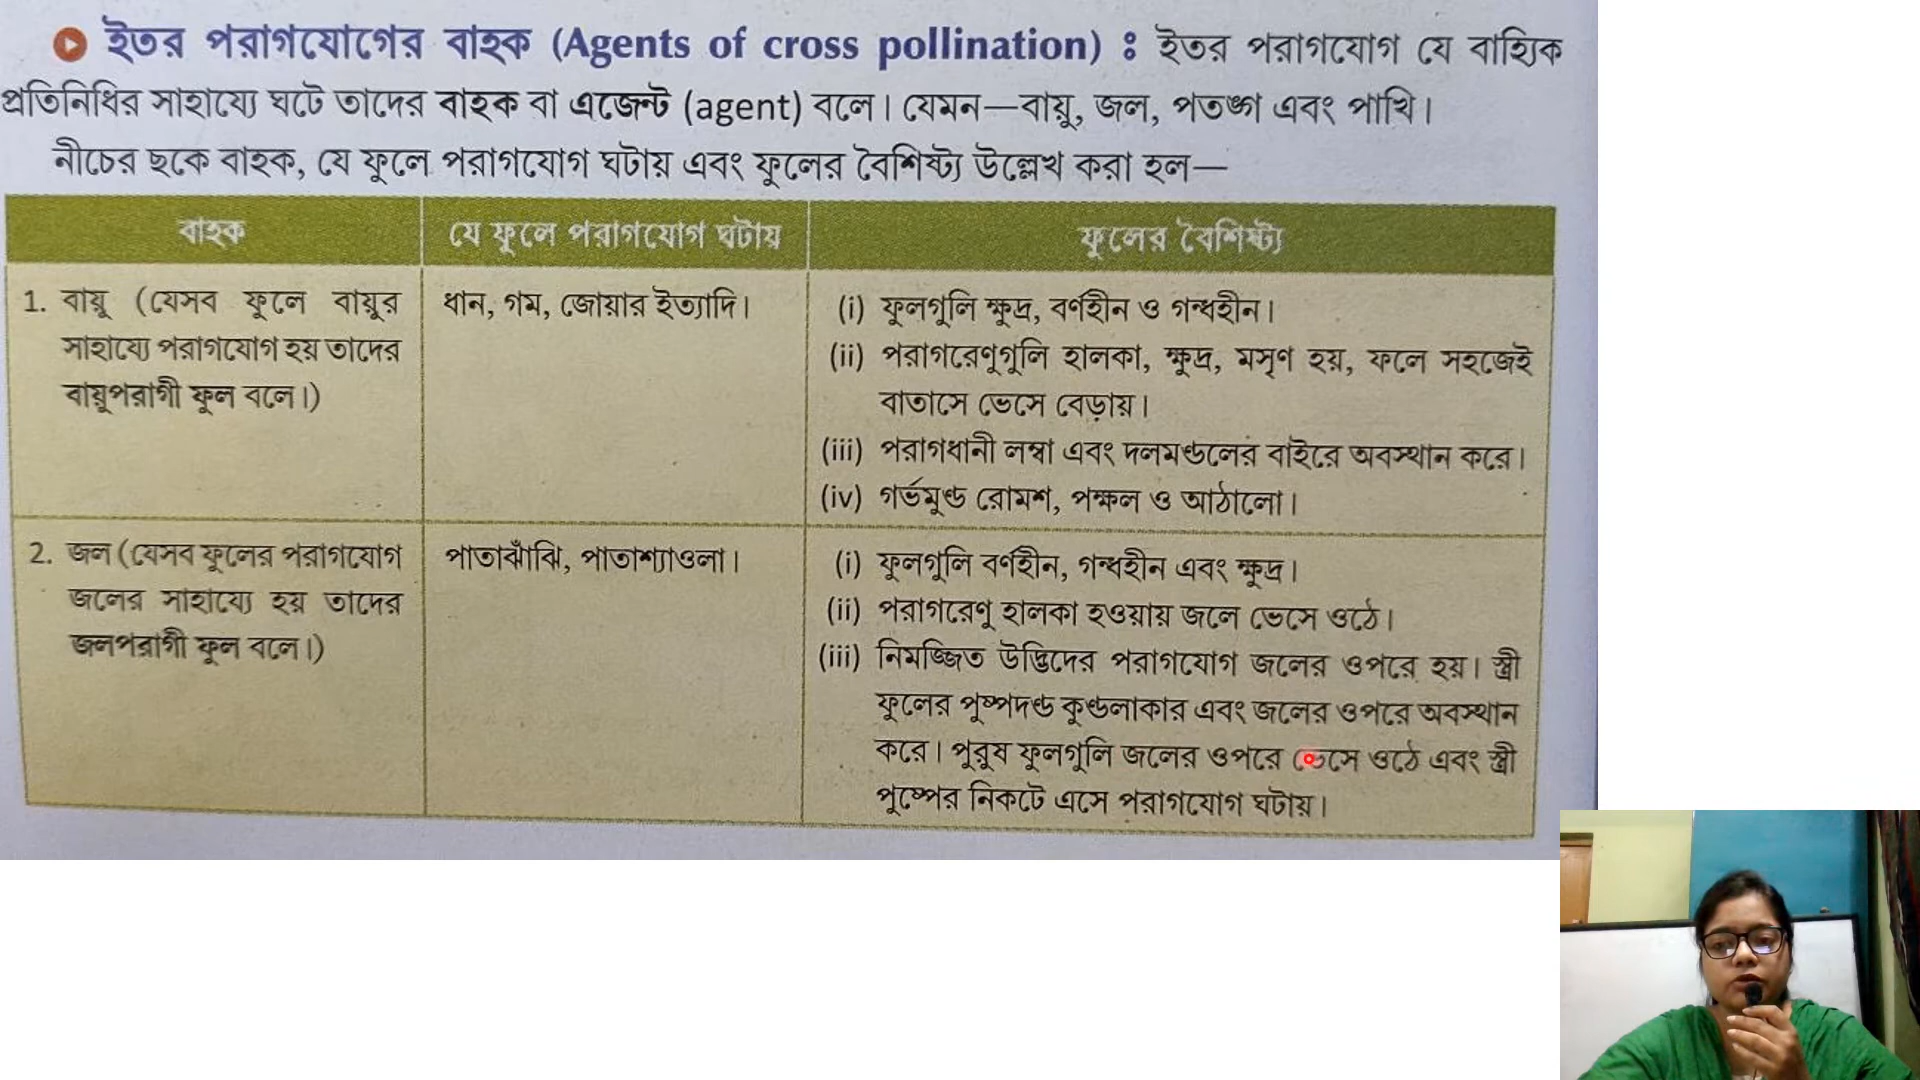 ইতর পরাগযোগের বাহক (Agents of cross pollination) : ইতর পরাগযোগ যে বাহ্যিক
প্রতিনিধির সাহায্যে ঘটে তাদের বাহক বা এজেন্ট (agent) বলে। যেমন—বায়ু, জল, পতঙ্গ এবং পাখি।
নীচের ছকে বাহক, যে ফুলে পরাগযোগ ঘটায় এবং ফুলের বৈশিষ্ট্য উল্লেখ করা হল—
বাহক
যে ফুলে পরাগযোগ ঘটায়
ফুলের বৈশিষ্ট্য
1. বায়ু (যেসব ফুলে বায়ুর
সাহায্যে পরাগযোগ হয় তাদের
বায়ুপরাগী ফুল বলে।)
ধান, গম, জোয়ার ইত্যাদি।
(i) ফুলগুলি ক্ষুদ্র, বর্ণহীন ও গন্ধহীন।
(ii) পরাগরেণুগুলি হালকা, ক্ষুদ্র, মসৃণ হয়, ফলে সহজেই
বাতাসে ভেসে বেড়ায়।
(iii) পরাগধানী লম্বা এবং দলমণ্ডলের বাইরে অবস্থান করে।
(iv) গর্ভমুণ্ড রোমশ, পক্ষল ও আঠালো।
2. জল (যেসব ফুলের পরাগযোগ
জলের সাহায্যে হয় তাদের
জলপরাগী ফুল বলে।)
পাতাঝাঁঝি, পাতাশ্যাওলা।
(i) ফুলগুলি বর্ণহীন, গন্ধহীন এবং ক্ষুদ্র।
(ii) পরাগরেণু হালকা হওয়ায় জলে ভেসে ওঠে।
(iii) নিমজ্জিত উদ্ভিদের পরাগযোগ জলের ওপরে হয়। স্ত্রী
ফুলের পুষ্পদণ্ড কুণ্ডলাকার এবং জলের ওপরে অবস্থান
করে। পুরুষ ফুলগুলি জলের ওপরে ভেসে ওঠে এবং স্ত্রী
পুষ্পের নিকটে এসে পরাগযোগ ঘটায়।